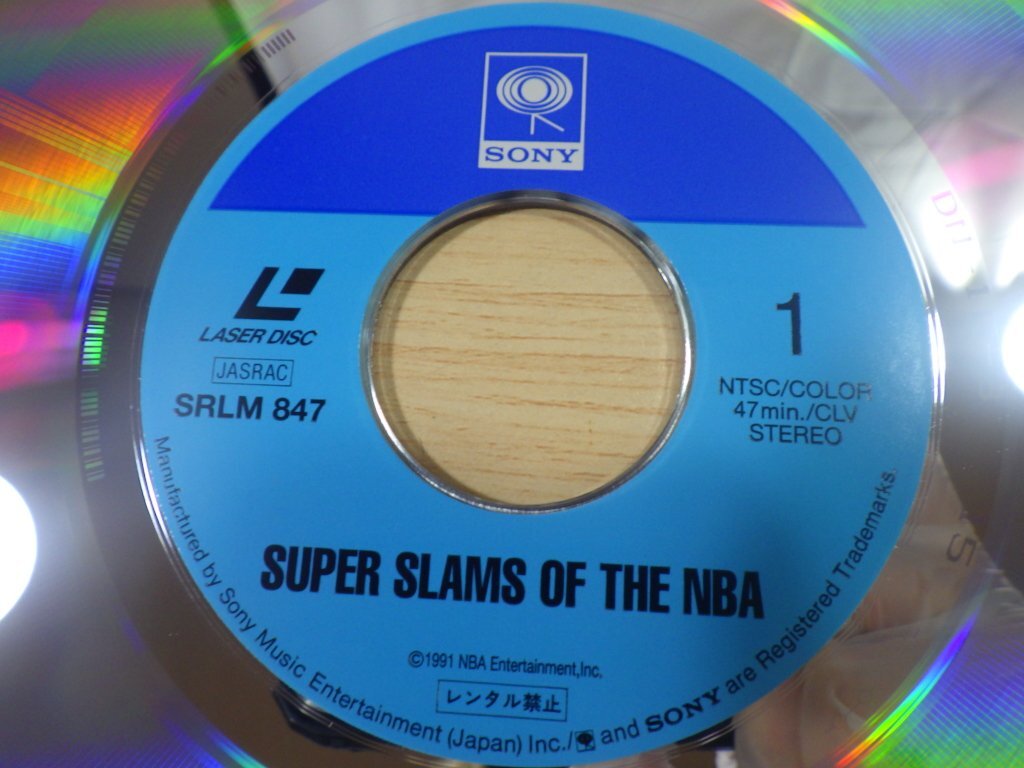 SONY
LASER DISC
JASRAC
SRLM 847
1
NTSC/COLOR
47 min./CLV
STEREO
SUPER SLAMS OF THE NBA
©1991 NBA Entertainment,Inc.
レンタル禁止
Manufactured by Sony Music Entertainment (Japan) Inc./ and SONY are Registered Trademarks.